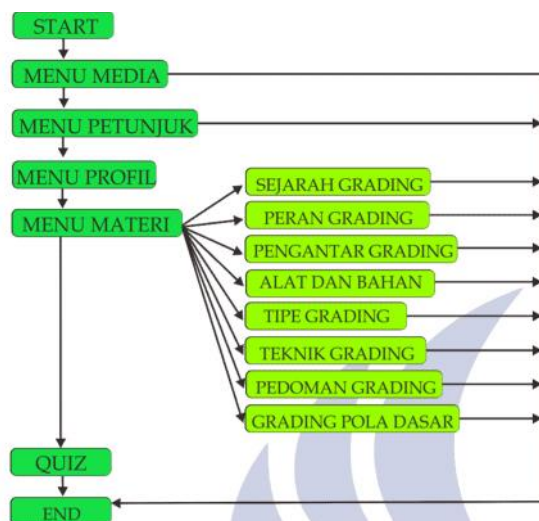 START
MENU MEDIA
MENU PETUNJUK
MENU PROFIL
MENU MATERI
SEJARAH GRADING
PERAN GRADING
PENGANTAR GRADING
ALAT DAN BAHAN
TIPE GRADING
TEKNIK GRADING
PEDOMAN GRADING
GRADING POLA DASAR
QUIZ
END